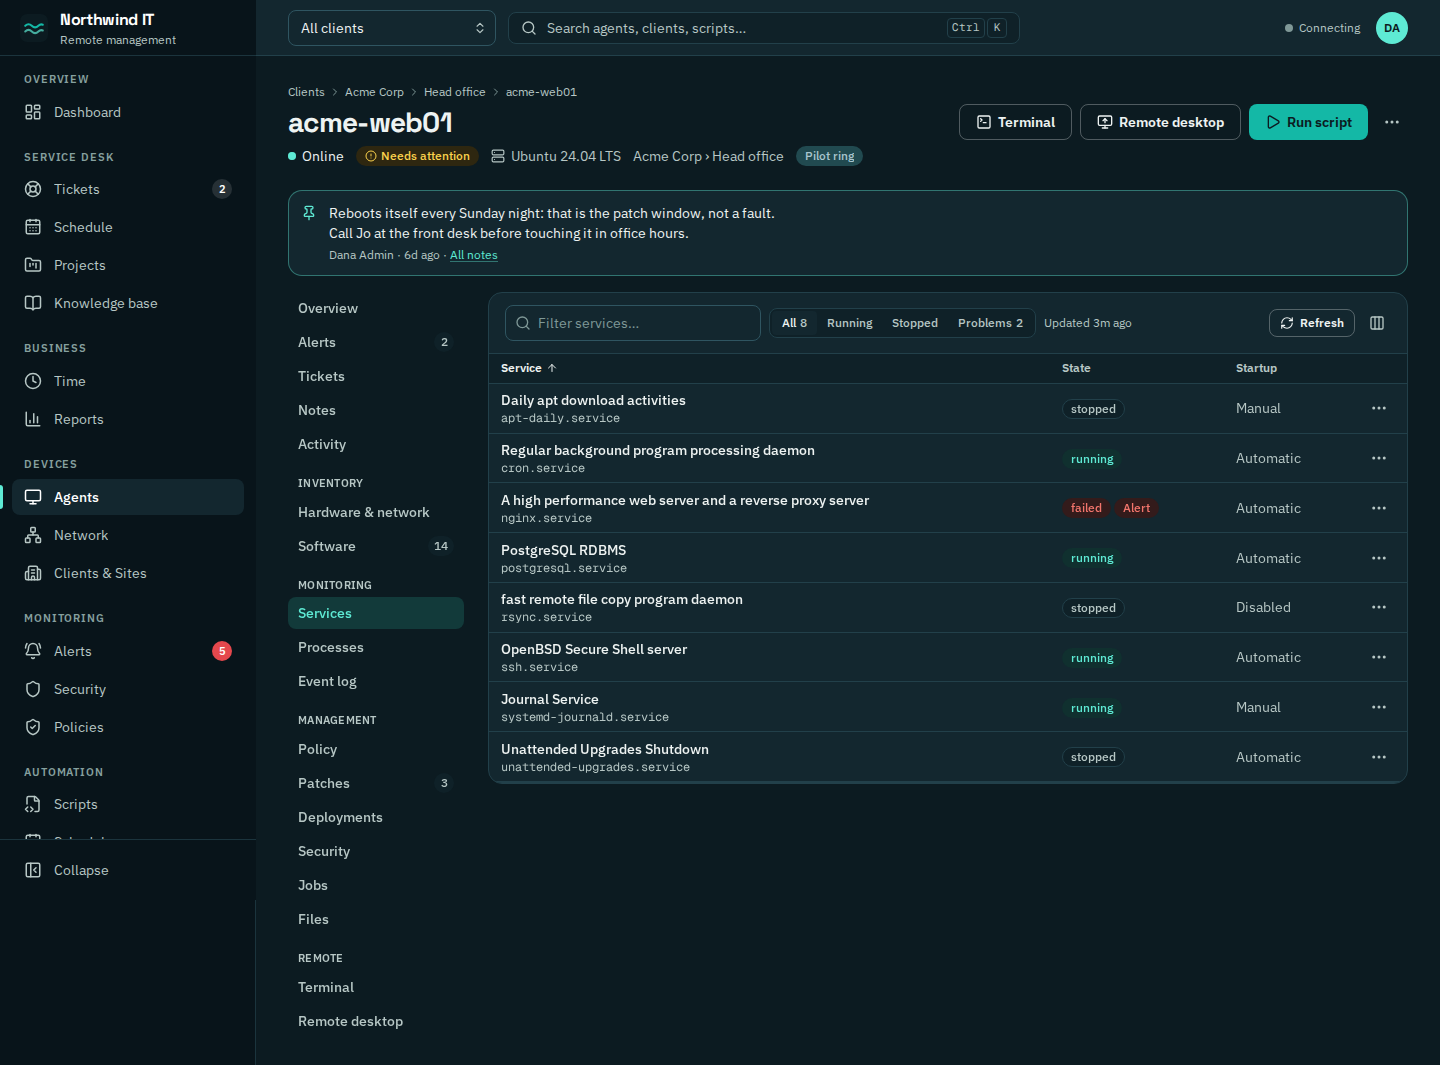 Northwind IT
Remote management
OVERVIEW
Dashboard
SERVICE DESK
Tickets 2
Schedule
Projects
Knowledge base
BUSINESS
Time
Reports
DEVICES
Agents
Network
Clients & Sites
MONITORING
Alerts 5
Security
Policies
AUTOMATION
Scripts
Collapse
All clients
Search agents, clients, scripts...
Ctrl K
Connecting
DA
Clients > Acme Corp > Head office > acme-web01
acme-web01
Terminal
Remote desktop
Run script
Online
Needs attention
Ubuntu 24.04 LTS
Acme Corp › Head office
Pilot ring
Reboots itself every Sunday night: that is the patch window, not a fault.
Call Jo at the front desk before touching it in office hours.
Dana Admin · 6d ago · All notes
Overview
Alerts 2
Tickets
Notes
Activity
INVENTORY
Hardware & network
Software 14
MONITORING
Services
Processes
Event log
MANAGEMENT
Policy
Patches 3
Deployments
Security
Jobs
Files
REMOTE
Terminal
Remote desktop
Filter services...
All 8
Running
Stopped
Problems 2
Updated 3m ago
Refresh
Service State Startup
Daily apt download activities
apt-daily.service
stopped Manual
Regular background program processing daemon
cron.service
running Automatic
A high performance web server and a reverse proxy server
nginx.service
failed Alert Automatic
PostgreSQL RDBMS
postgresql.service
running Automatic
fast remote file copy program daemon
rsync.service
stopped Disabled
OpenBSD Secure Shell server
ssh.service
running Automatic
Journal Service
systemd-journald.service
running Manual
Unattended Upgrades Shutdown
unattended-upgrades.service
stopped Automatic